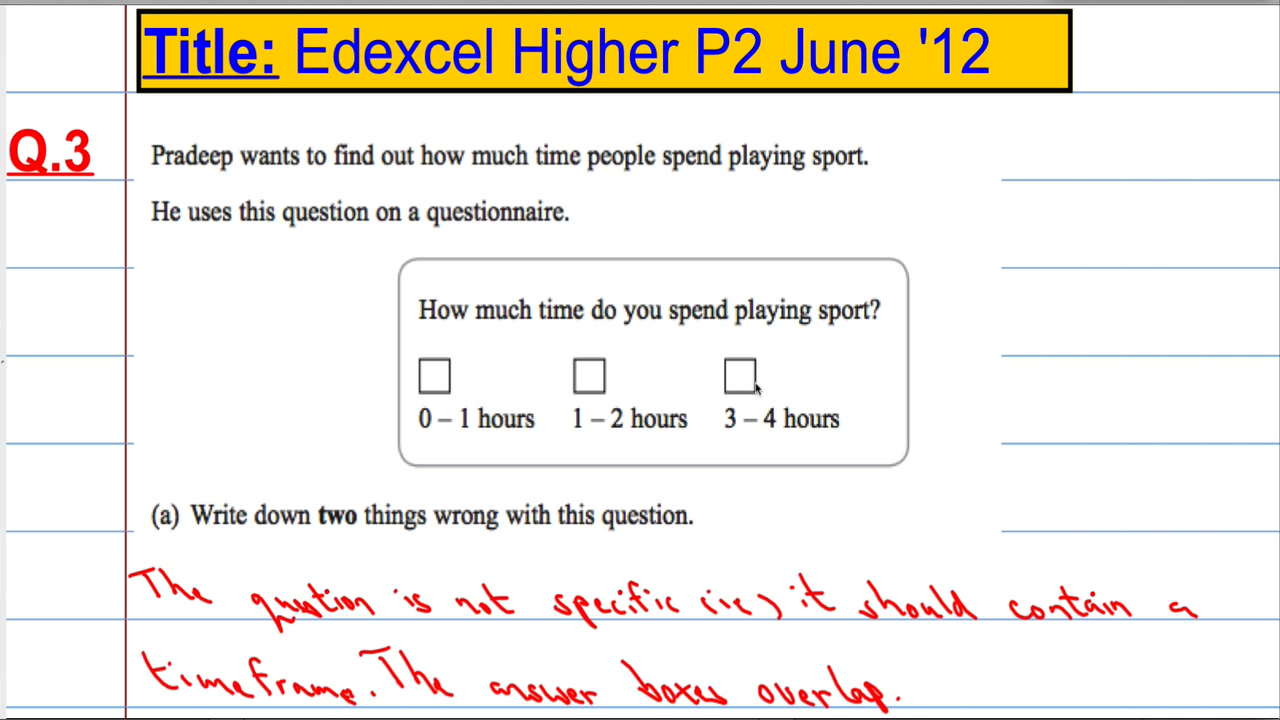 Title: Edexcel Higher P2 June '12
Q.3
Pradeep wants to find out how much time people spend playing sport.
He uses this question on a questionnaire.
How much time do you spend playing sport?
0 – 1 hours 1 – 2 hours 3 – 4 hours
(a) Write down two things wrong with this question.
The question is not specific (ie) it should contain a
timeframe. The answer boxes overlap.